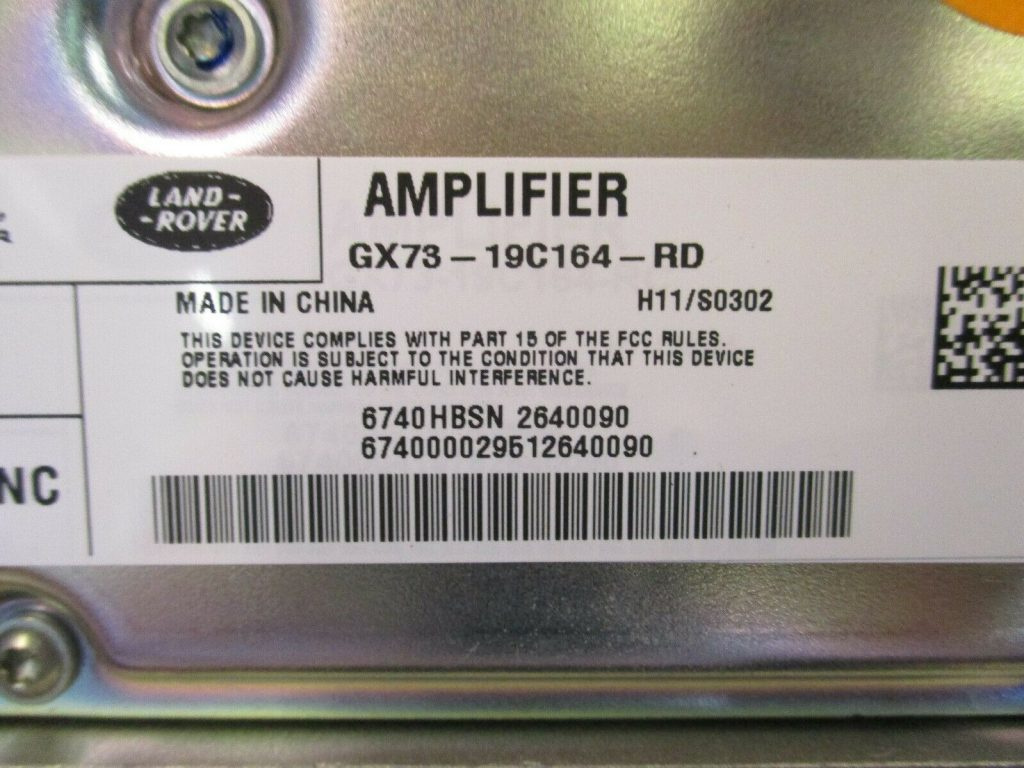 LAND-
-ROVER
AMPLIFIER
GX73-19C164-RD
MADE IN CHINA H11/S0302
THIS DEVICE COMPLIES WITH PART 15 OF THE FCC RULES.
OPERATION IS SUBJECT TO THE CONDITION THAT THIS DEVICE
DOES NOT CAUSE HARMFUL INTERFERENCE.
6740HBSN 2640090
674000029512640090
NC